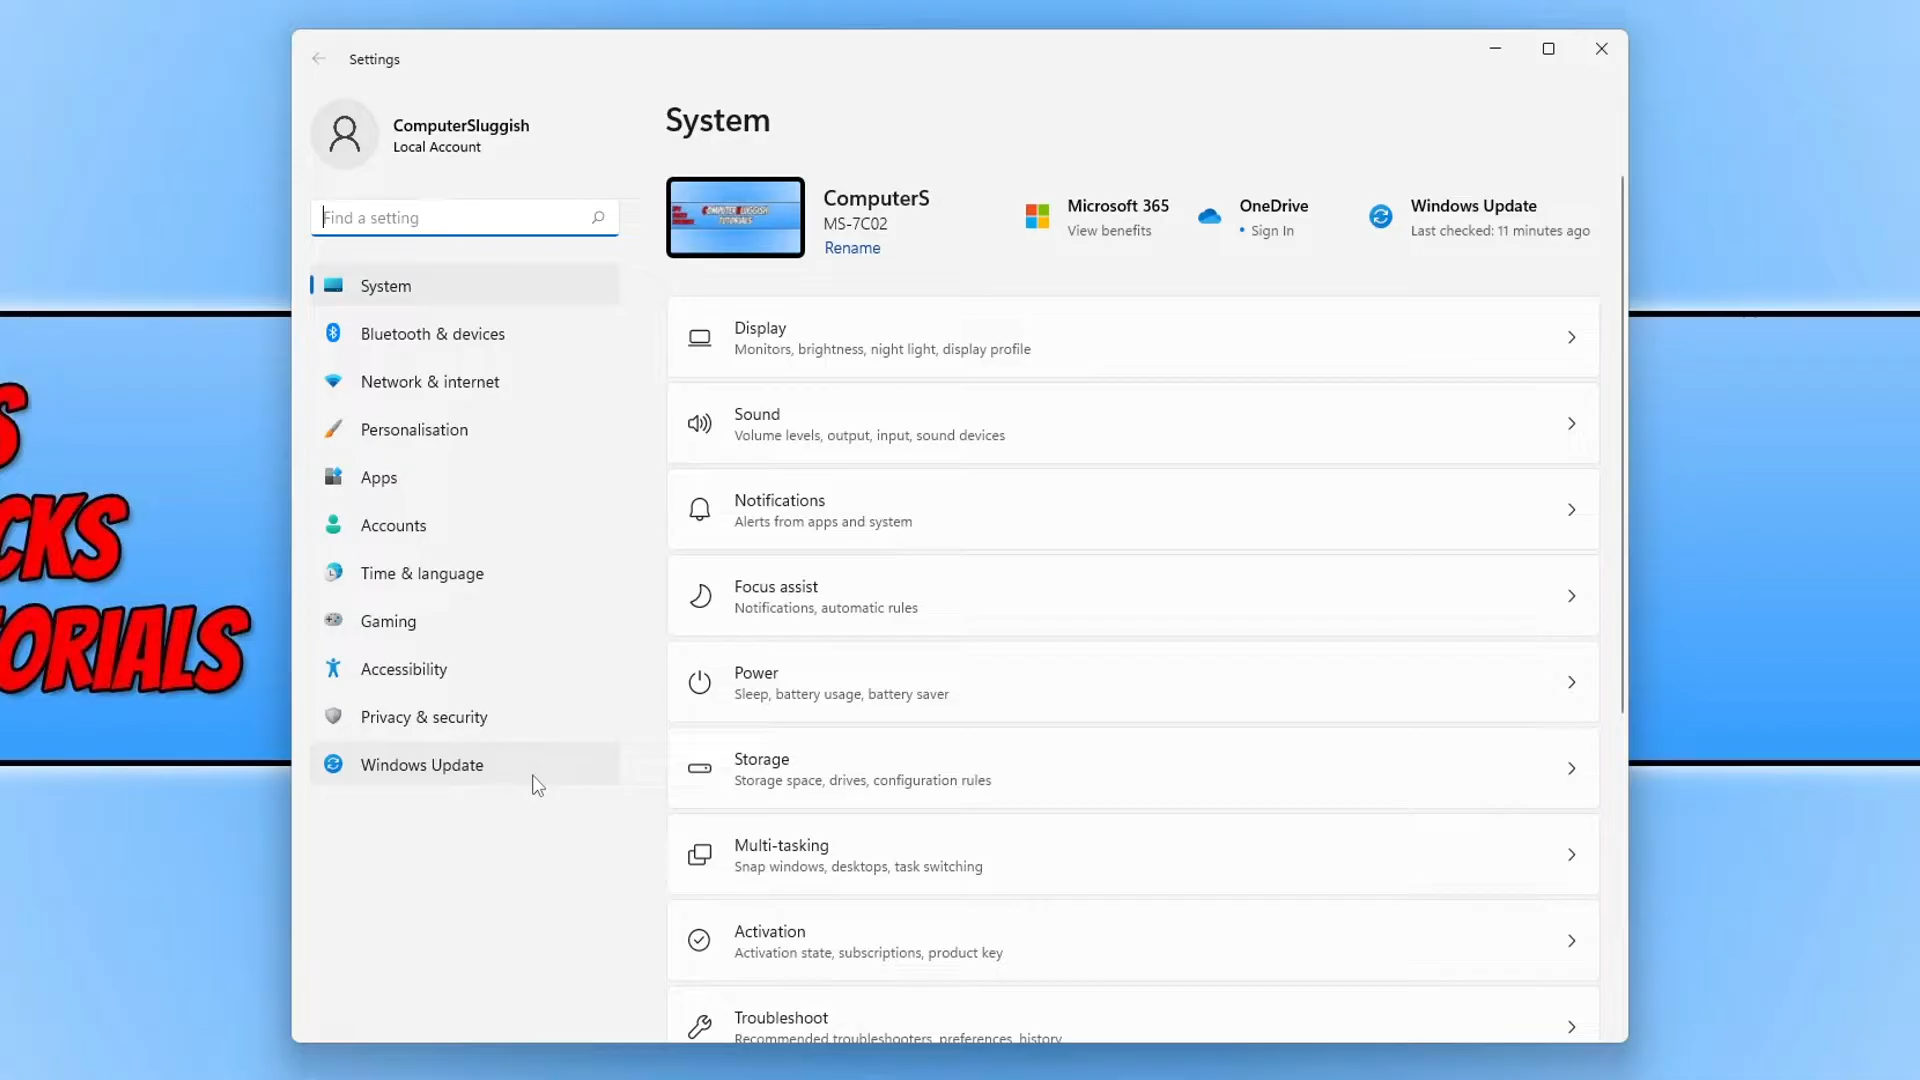 Settings
ComputerSluggish
Local Account
Find a setting
System
Bluetooth & devices
Network & internet
Personalisation
Apps
Accounts
Time & language
Gaming
Accessibility
Privacy & security
Windows Update
System
COMPUTER SLUGGISH
TUTORIALS
ComputerS
MS-7C02
Rename
Microsoft 365
View benefits
OneDrive
• Sign In
Windows Update
Last checked: 11 minutes ago
Display
Monitors, brightness, night light, display profile
Sound
Volume levels, output, input, sound devices
Notifications
Alerts from apps and system
Focus assist
Notifications, automatic rules
Power
Sleep, battery usage, battery saver
Storage
Storage space, drives, configuration rules
Multi-tasking
Snap windows, desktops, task switching
Activation
Activation state, subscriptions, product key
Troubleshoot
Recommended troubleshooters, preferences, history
S
CKS
TORIALS